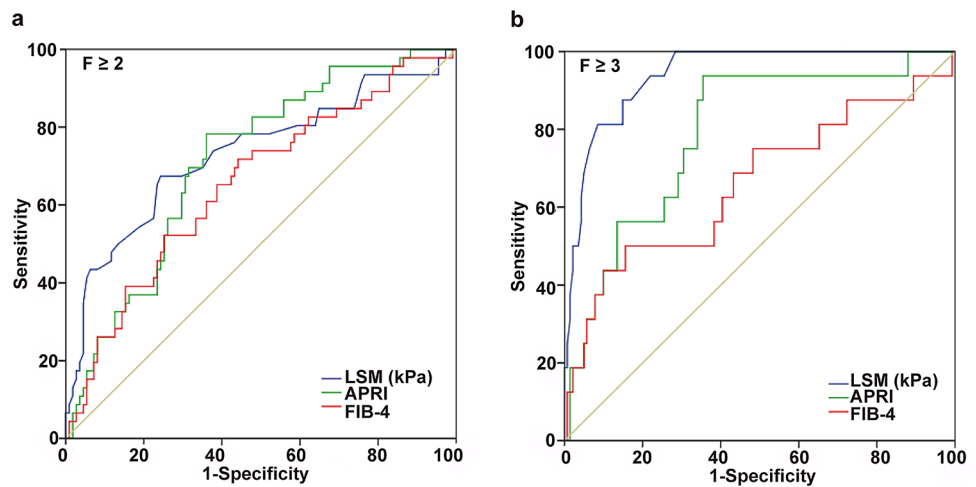 a
F ≥ 2
100
80
60
40
20
0
Sensitivity
LSM (kPa)
APRI
FIB-4
0 20 40 60 80 100
1-Specificity
b
F ≥ 3
100
80
60
40
20
0
Sensitivity
LSM (kPa)
APRI
FIB-4
0 20 40 60 80 100
1-Specificity